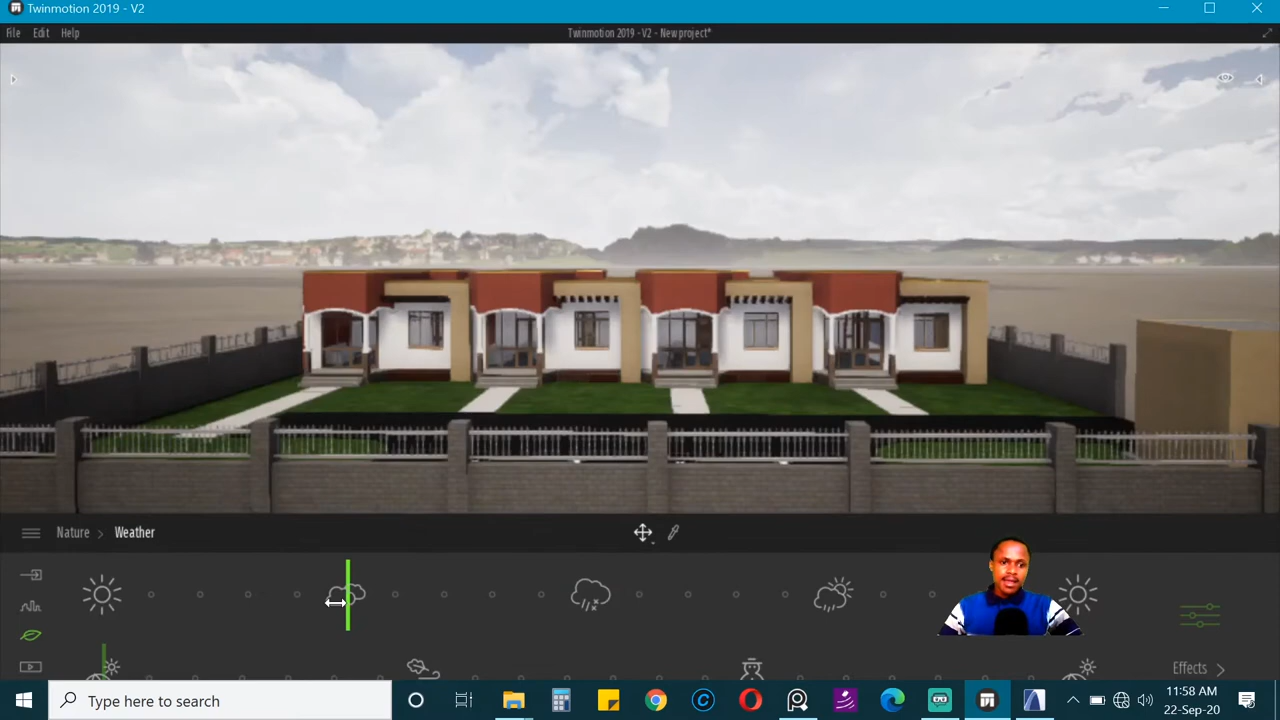 Twinmotion 2019 - V2
File Edit Help Twinmotion 2019 - V2 - New project*
Nature > Weather
Effects >
Type here to search
11:58 AM
22-Sep-20